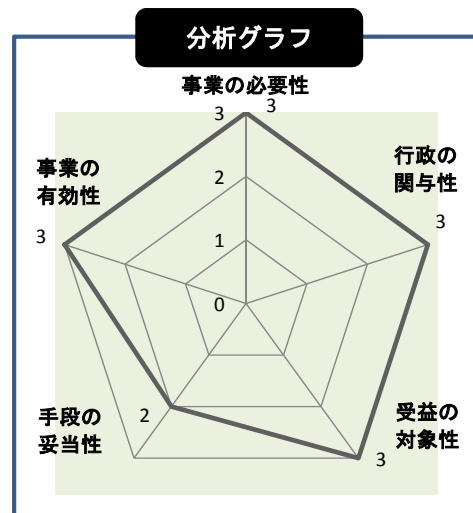 分析グラフ
事業の必要性
3
3
行政の
関与性
3
事業の
有効性
3
2
1
0
手段の
妥当性
2
受益の
対象性
3